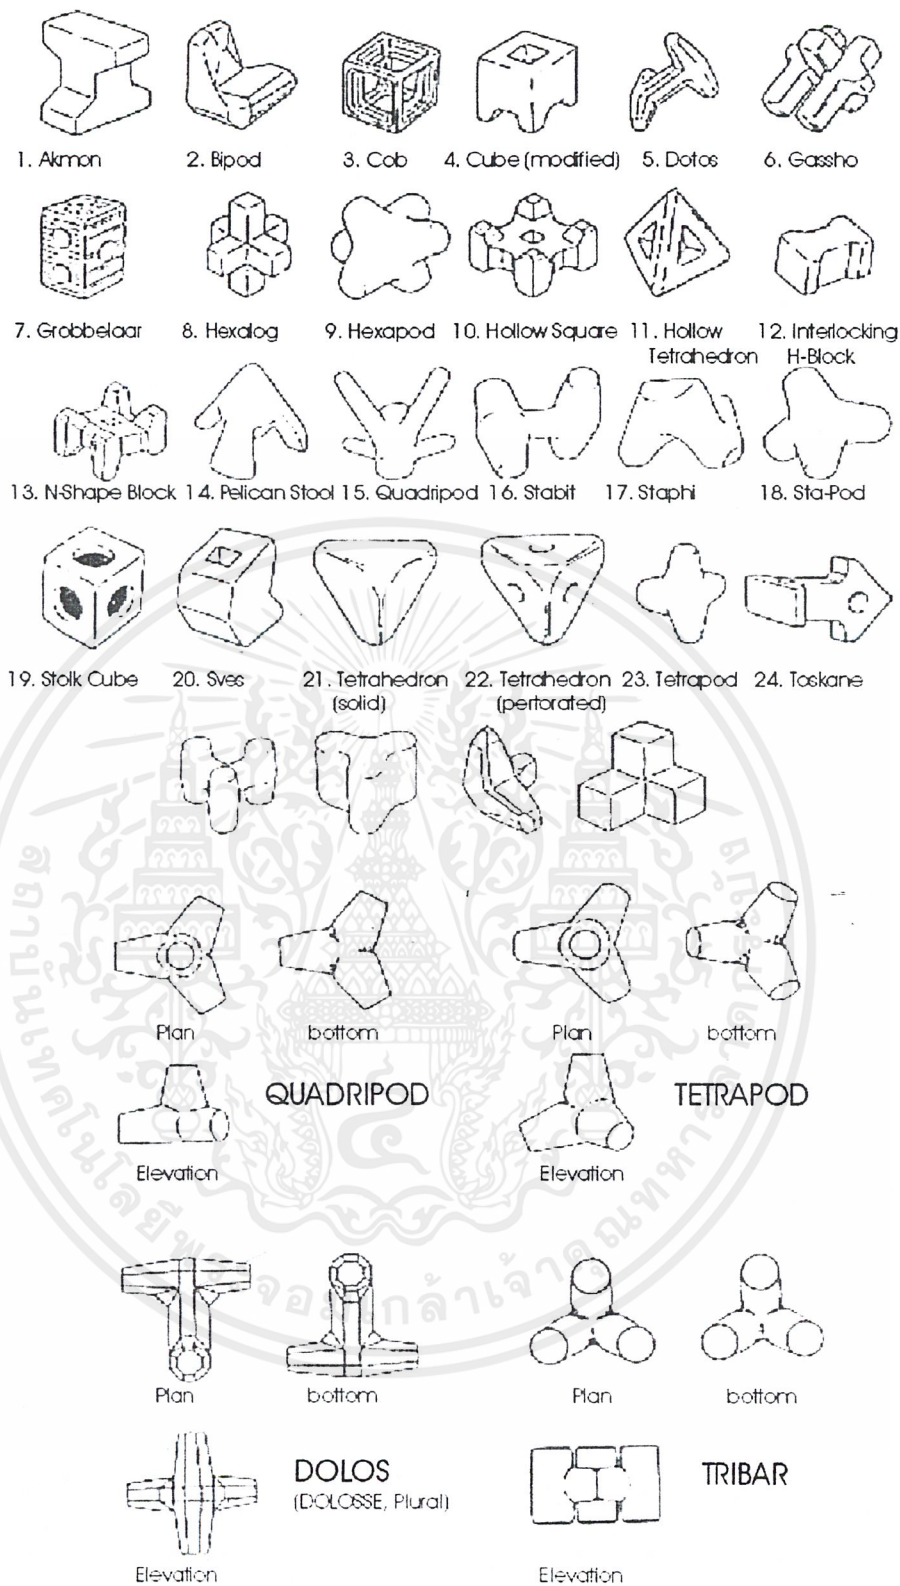 1. Akmon 2. Bipod 3. Cob 4. Cube (modified) 5. Dotos 6. Gassho
7. Grobbelaar 8. Hexalog 9. Hexapod 10. Hollow Square 11. Hollow Tetrahedron 12. Interlocking H-Block
13. N-Shape Block 14. Pelican Stool 15. Quadripod 16. Stabit 17. Staphi 18. Sta-Pod
19. Stolk Cube 20. Sves 21. Tetrahedron (solid) 22. Tetrahedron (perforated) 23. Tetrapod 24. Toskane
Plan bottom Plan bottom
QUADRIPOD TETRAPOD
Elevation Elevation
Plan bottom Plan bottom
DOLOS TRIBAR
(DOLOSSE, Plural)
Elevation Elevation